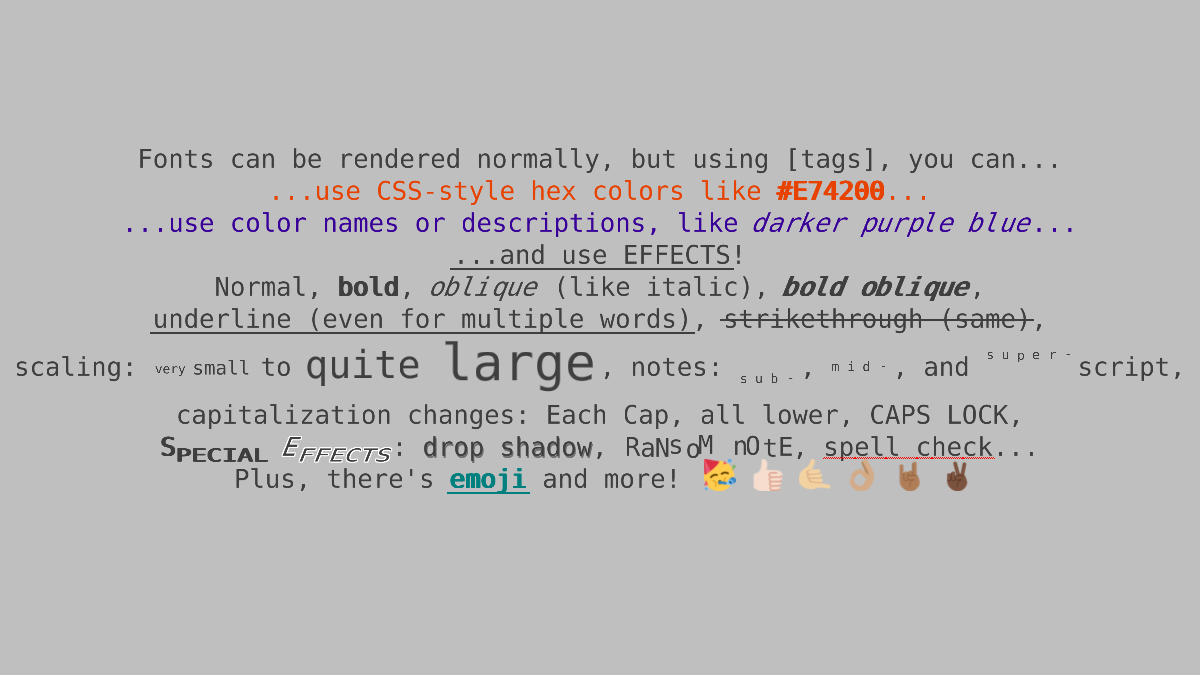 Fonts can be rendered normally, but using [tags], you can...
...use CSS-style hex colors like #E74200...
...use color names or descriptions, like darker purple blue...
...and use EFFECTS!
Normal, bold, oblique (like italic), bold oblique,
underline (even for multiple words), strikethrough (same),
scaling: very small to quite large, notes: sub-, mid-, and super-script,
capitalization changes: Each Cap, all lower, CAPS LOCK,
Special Effects: drop shadow, RaNsoM nOtE, spell check...
Plus, there's emoji and more! 🥳👍🏻🤙🏼👌🏽🤘🏾✌🏿